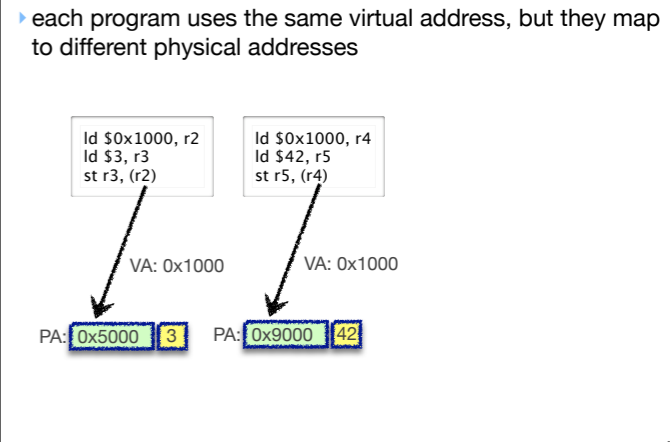 each program uses the same virtual address, but they map
to different physical addresses
ld $0x1000, r2
ld $3, r3
st r3, (r2)
ld $0x1000, r4
ld $42, r5
st r5, (r4)
VA: 0x1000
VA: 0x1000
PA: 0x5000 3
PA: 0x9000 42